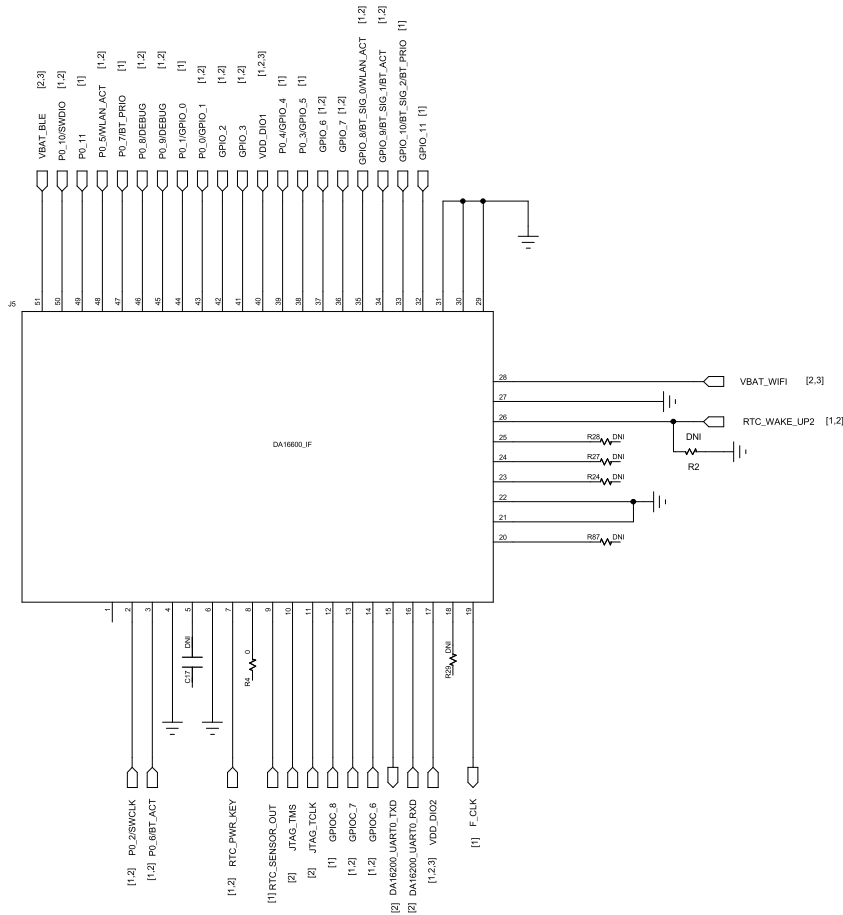 VBAT_BLE [2,3]
P0_10/SWDIO [1,2]
P0_11 [1]
P0_5/WLAN_ACT [1,2]
P0_7/BT_PRIO [1]
P0_8/DEBUG [1,2]
P0_9/DEBUG [1,2]
P0_1/GPIO_0 [1]
P0_0/GPIO_1 [1,2]
GPIO_2 [1,2]
GPIO_3 [1,2]
VDD_DIO1 [1,2,3]
P0_4/GPIO_4 [1]
P0_3/GPIO_5 [1]
GPIO_6 [1,2]
GPIO_7 [1,2]
GPIO_8/BT_SIG_0/WLAN_ACT [1,2]
GPIO_9/BT_SIG_1/BT_ACT [1,2]
GPIO_10/BT_SIG_2/BT_PRIO [1]
GPIO_11 [1]
J5
51 50 49 48 47 46 45 44 43 42 41 40 39 38 37 36 35 34 33 32 31 30 29
28 VBAT_WIFI [2,3]
27
26 RTC_WAKE_UP2 [1,2]
DNI
R2
25 R28 DNI
DA16600_IF
24 R27 DNI
23 R24 DNI
22
21
20 R87 DNI
1 2 3 4 5 6 7 8 9 10 11 12 13 14 15 16 17 18 19
C17 DNI
R4 0
R29 DNI
[1,2] P0_2/SWCLK
[1,2] P0_6/BT_ACT
[1,2] RTC_PWR_KEY
[1] RTC_SENSOR_OUT
[2] JTAG_TMS
[2] JTAG_TCLK
[1] GPIOC_8
[1,2] GPIOC_7
[1,2] GPIOC_6
[2] DA16200_UART0_TXD
[2] DA16200_UART0_RXD
[1,2,3] VDD_DIO2
[1] F_CLK